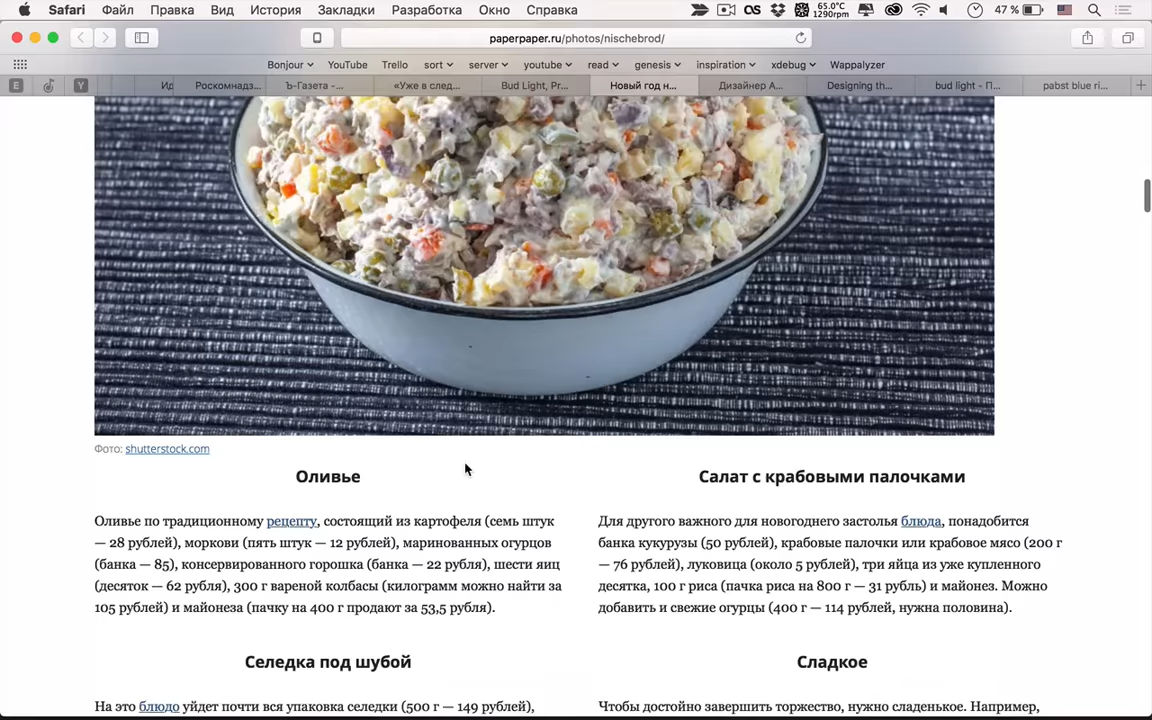 Safari Файл Правка Вид История Закладки Разработка Окно Справка 65.0°C 1290rpm 47 %
paperpaper.ru/photos/nischebrod/
Bonjour YouTube Trello sort server youtube read genesis inspiration xdebug Wappalyzer
E Y Ид Роскомнадз... Ъ-Газета -... «Уже в след... Bud Light, Pr... Новый год н... Дизайнер А... Designing th... bud light - П... pabst blue ri...
Фото: shutterstock.com
Оливье
Оливье по традиционному рецепту, состоящий из картофеля (семь штук
— 28 рублей), моркови (пять штук — 12 рублей), маринованных огурцов
(банка — 85), консервированного горошка (банка — 22 рубля), шести яиц
(десяток — 62 рубля), 300 г вареной колбасы (килограмм можно найти за
105 рублей) и майонеза (пачку на 400 г продают за 53,5 рубля).
Салат с крабовыми палочками
Для другого важного для новогоднего застолья блюда, понадобится
банка кукурузы (50 рублей), крабовые палочки или крабовое мясо (200 г
— 76 рублей), луковица (около 5 рублей), три яйца из уже купленного
десятка, 100 г риса (пачка риса на 800 г — 31 рубль) и майонез. Можно
добавить и свежие огурцы (400 г — 114 рублей, нужна половина).
Селедка под шубой
На это блюдо уйдет почти вся упаковка селедки (500 г — 149 рублей),
Сладкое
Чтобы достойно завершить торжество, нужно сладенькое. Например,